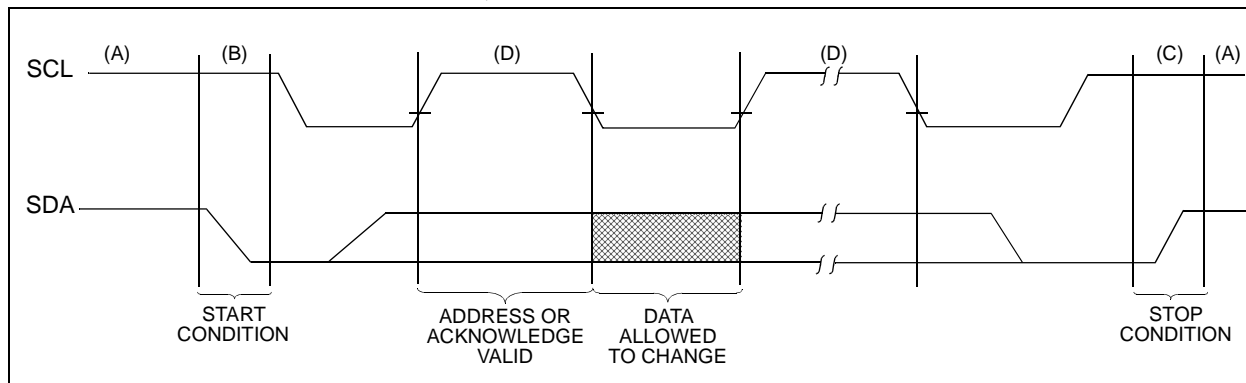 (A) (B) (D) (D) (C) (A)
SCL
SDA
START
CONDITION
ADDRESS OR
ACKNOWLEDGE
VALID
DATA
ALLOWED
TO CHANGE
STOP
CONDITION